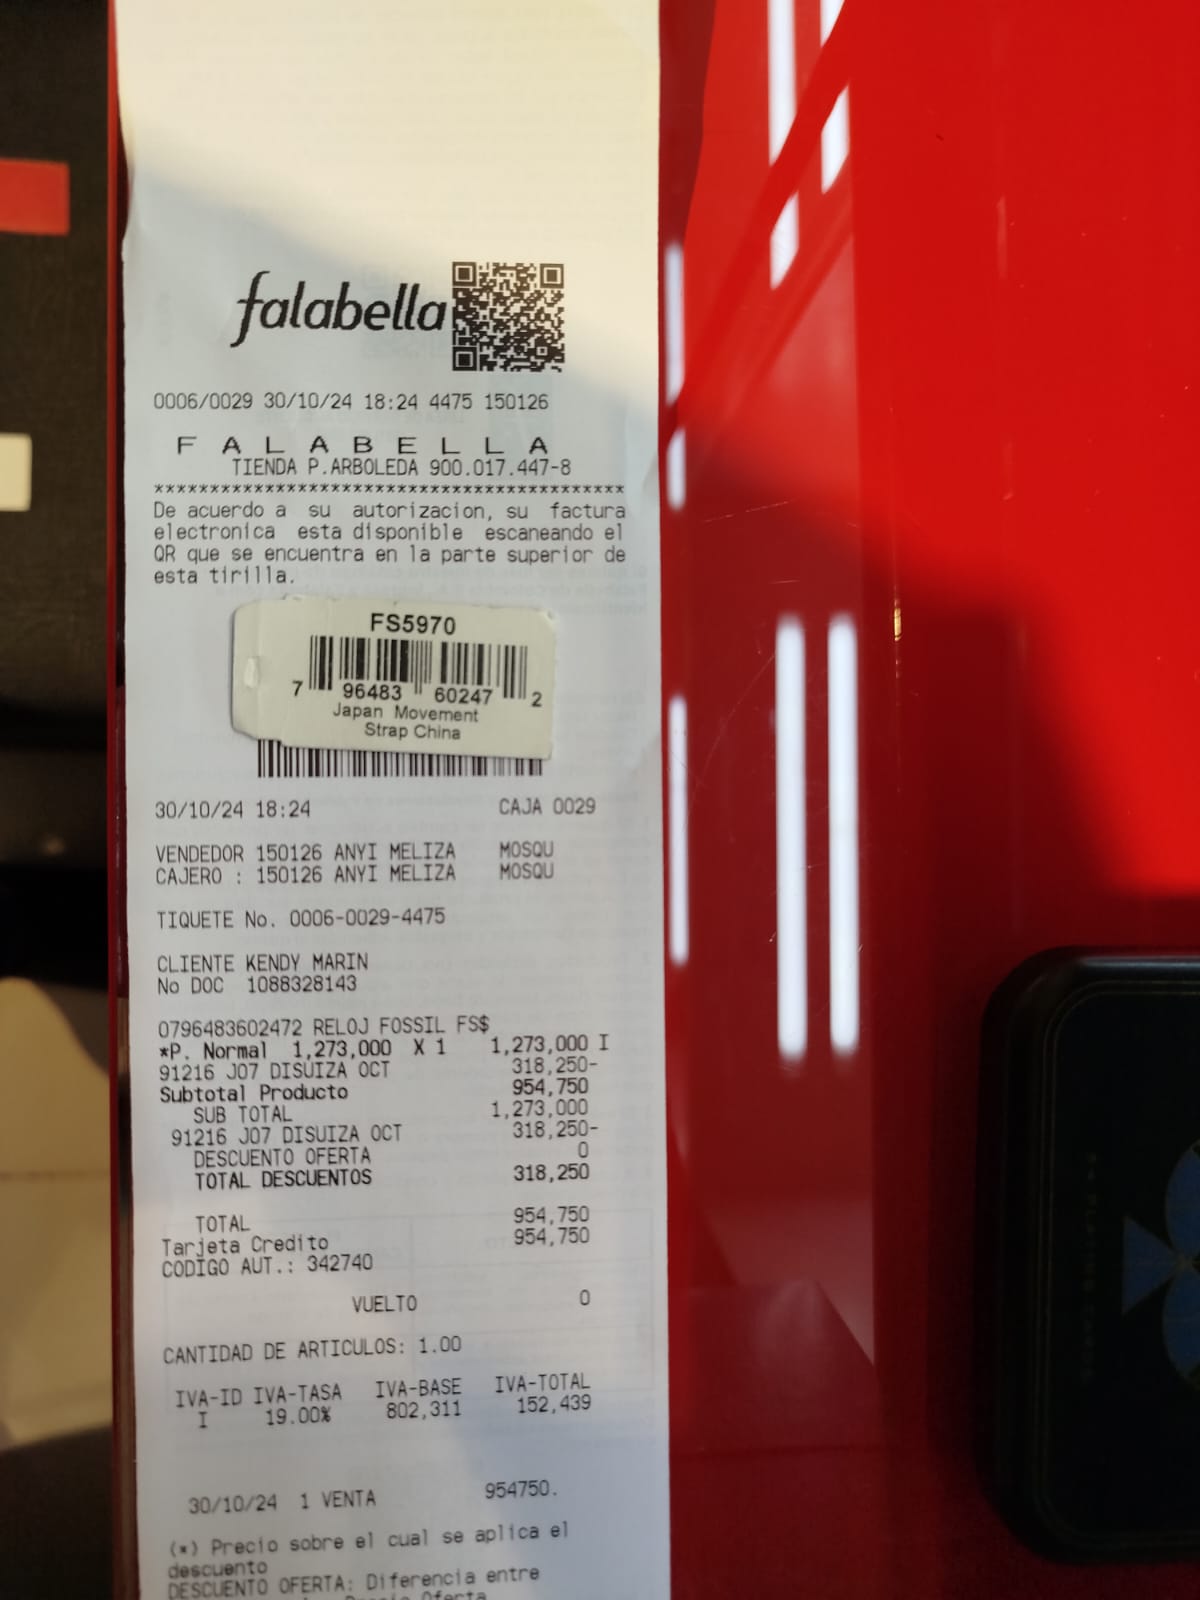 falabella
0006/0029 30/10/24 18:24 4475 150126
F A L A B E L L A
TIENDA P.ARBOLEDA 900.017.447-8
******************************************
De acuerdo a su autorizacion, su factura
electronica esta disponible escaneando el
QR que se encuentra en la parte superior de
esta tirilla.
FS5970
7 96483 60247 2
Japan Movement
Strap China
30/10/24 18:24 CAJA 0029
VENDEDOR 150126 ANYI MELIZA MOSQU
CAJERO : 150126 ANYI MELIZA MOSQU
TIQUETE No. 0006-0029-4475
CLIENTE KENDY MARIN
No DOC 1088328143
0796483602472 RELOJ FOSSIL FS$
*P. Normal 1,273,000 X 1 1,273,000 I
91216 J07 DISUIZA OCT 318,250-
Subtotal Producto 954,750
SUB TOTAL 1,273,000
91216 J07 DISUIZA OCT 318,250-
DESCUENTO OFERTA 0
TOTAL DESCUENTOS 318,250
TOTAL 954,750
Tarjeta Credito 954,750
CODIGO AUT.: 342740
VUELTO 0
CANTIDAD DE ARTICULOS: 1.00
IVA-ID IVA-TASA IVA-BASE IVA-TOTAL
I 19.00% 802,311 152,439
30/10/24 1 VENTA 954750.
(*) Precio sobre el cual se aplica el
descuento
DESCUENTO OFERTA: Diferencia entre
Oferta